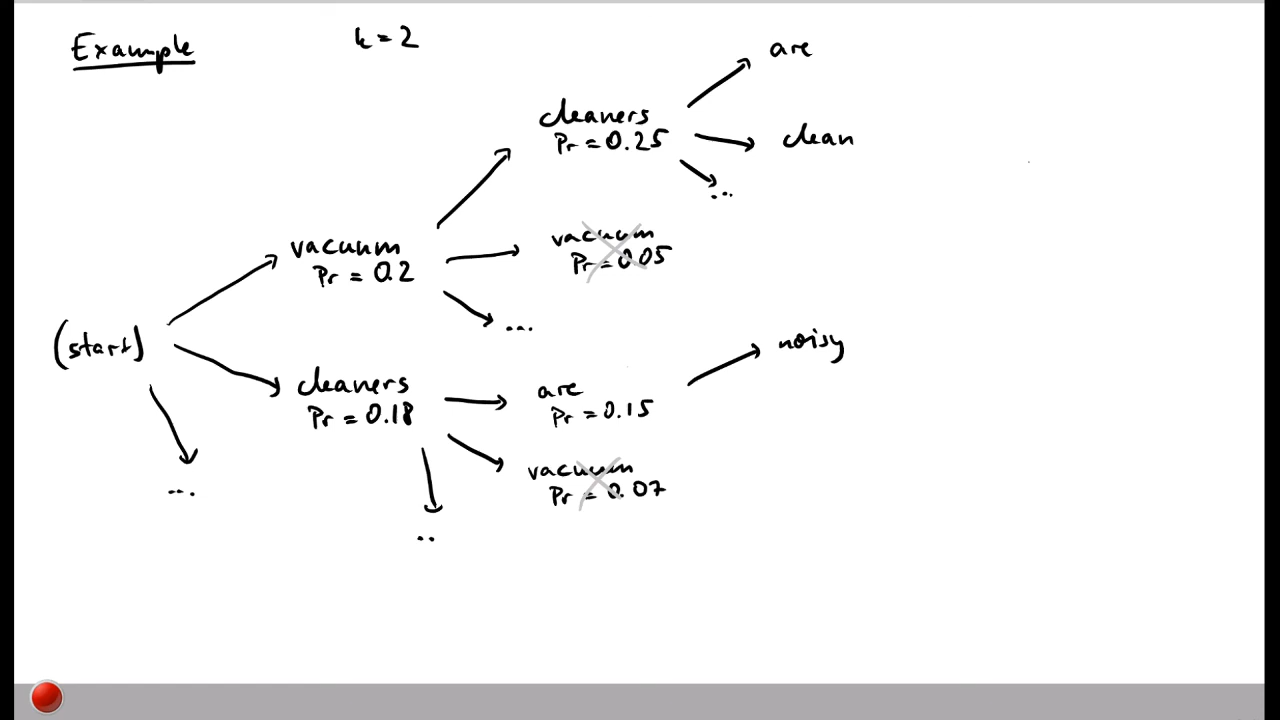 Example
k = 2
are
cleaners
Pr = 0.25
clean
...
vacuum
Pr = 0.05
vacuum
Pr = 0.2
...
(start)
noisy
cleaners
Pr = 0.18
are
Pr = 0.15
vacuum
Pr = 0.07
...
..